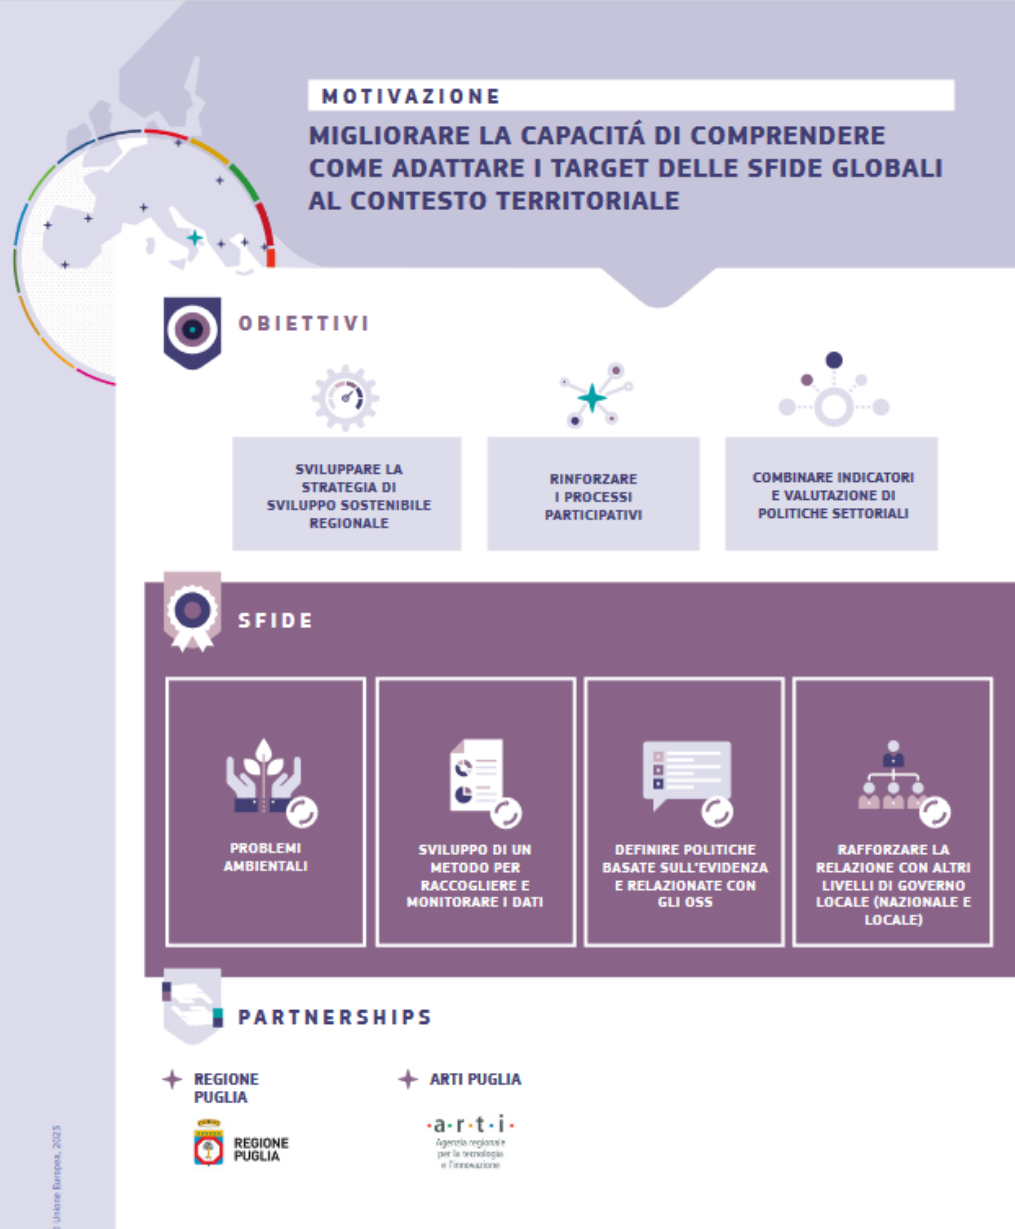 MOTIVAZIONE
MIGLIORARE LA CAPACITÁ DI COMPRENDERE
COME ADATTARE I TARGET DELLE SFIDE GLOBALI
AL CONTESTO TERRITORIALE
OBIETTIVI
SVILUPPARE LA
STRATEGIA DI
SVILUPPO SOSTENIBILE
REGIONALE
RINFORZARE
I PROCESSI
PARTECIPATIVI
COMBINARE INDICATORI
E VALUTAZIONE DI
POLITICHE SETTORIALI
SFIDE
PROBLEMI
AMBIENTALI
SVILUPPO DI UN
METODO PER
RACCOGLIERE E
MONITORARE I DATI
DEFINIRE POLITICHE
BASATE SULL'EVIDENZA
E RELAZIONATE CON
GLI OSS
RAFFORZARE LA
RELAZIONE CON ALTRI
LIVELLI DI GOVERNO
LOCALE (NAZIONALE E
LOCALE)
PARTNERSHIPS
REGIONE
PUGLIA
REGIONE
PUGLIA
ARTI PUGLIA
·a·r·t·i·
Agenzia regionale
per la tecnologia
e l'innovazione
Unione Europea, 2023